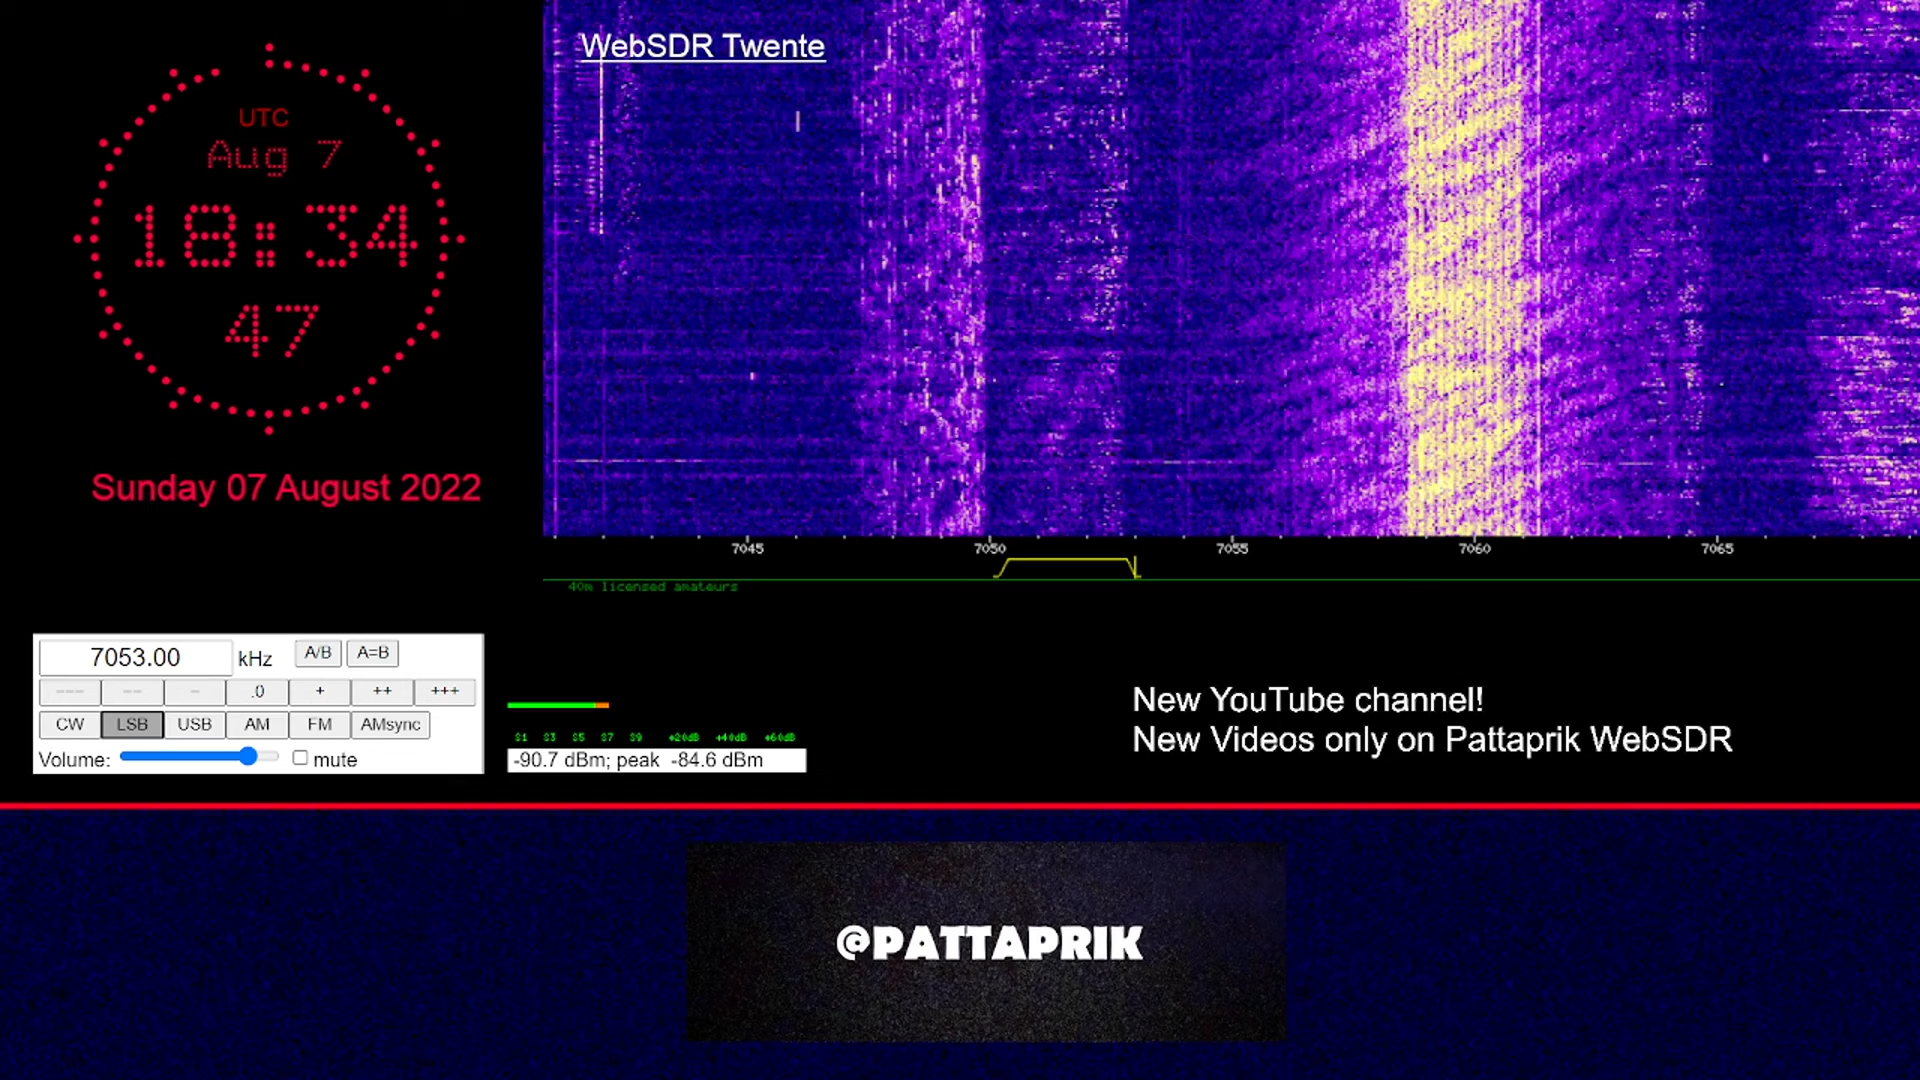 WebSDR Twente
UTC
Aug 7
18:34
47
Sunday 07 August 2022
7045 7050 7055 7060 7065
40m licensed amateurs
7053.00 kHz A/B A=B
--- -- - .0 + ++ +++
CW LSB USB AM FM AMsync
Volume: mute
S1 S3 S5 S7 S9 +20dB +40dB +60dB
-90.7 dBm; peak -84.6 dBm
New YouTube channel!
New Videos only on Pattaprik WebSDR
@PATTAPRIK